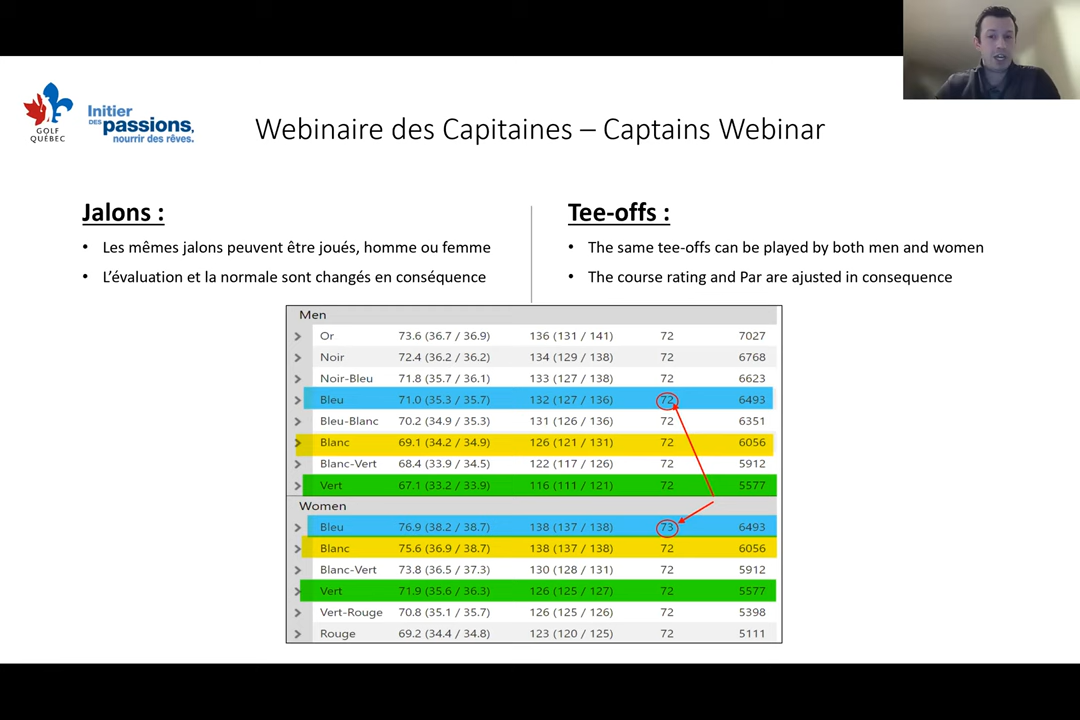 GOLF
QUÉBEC
Initier
DES passions,
nourrir des rêves.
Webinaire des Capitaines – Captains Webinar
Jalons :
• Les mêmes jalons peuvent être joués, homme ou femme
• L'évaluation et la normale sont changés en conséquence
Tee-offs :
• The same tee-offs can be played by both men and women
• The course rating and Par are ajusted in consequence
Men
Or 73.6 (36.7 / 36.9) 136 (131 / 141) 72 7027
Noir 72.4 (36.2 / 36.2) 134 (129 / 138) 72 6768
Noir-Bleu 71.8 (35.7 / 36.1) 133 (127 / 138) 72 6623
Bleu 71.0 (35.3 / 35.7) 132 (127 / 136) 72 6493
Bleu-Blanc 70.2 (34.9 / 35.3) 131 (126 / 136) 72 6351
Blanc 69.1 (34.2 / 34.9) 126 (121 / 131) 72 6056
Blanc-Vert 68.4 (33.9 / 34.5) 122 (117 / 126) 72 5912
Vert 67.1 (33.2 / 33.9) 116 (111 / 121) 72 5577
Women
Bleu 76.9 (38.2 / 38.7) 138 (137 / 138) 73 6493
Blanc 75.6 (36.9 / 38.7) 138 (137 / 138) 72 6056
Blanc-Vert 73.8 (36.5 / 37.3) 130 (128 / 131) 72 5912
Vert 71.9 (35.6 / 36.3) 126 (125 / 127) 72 5577
Vert-Rouge 70.8 (35.1 / 35.7) 126 (125 / 126) 72 5398
Rouge 69.2 (34.4 / 34.8) 123 (120 / 125) 72 5111